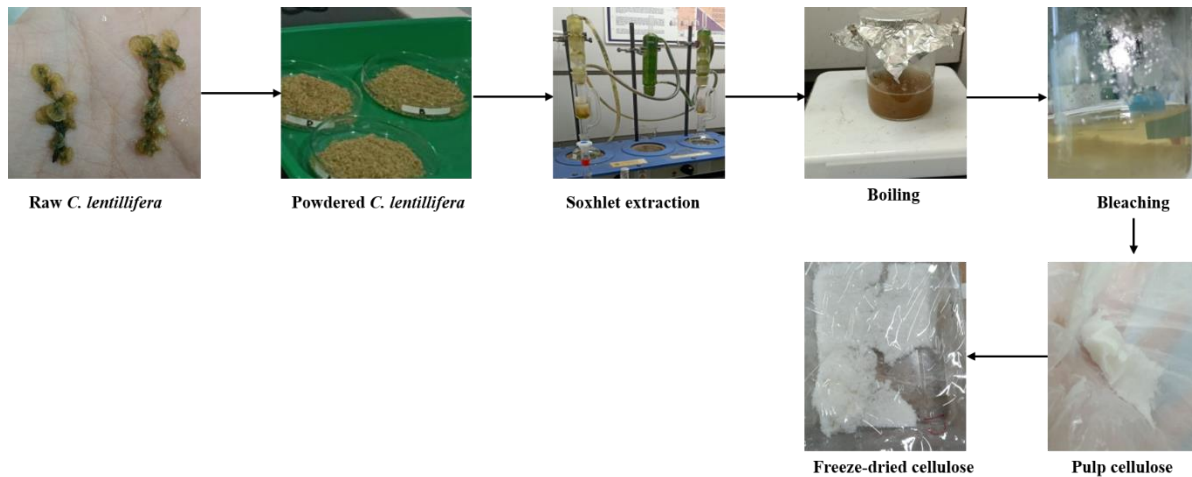 Raw C. lentillifera
Powdered C. lentillifera
Soxhlet extraction
Boiling
Bleaching
Freeze-dried cellulose
Pulp cellulose